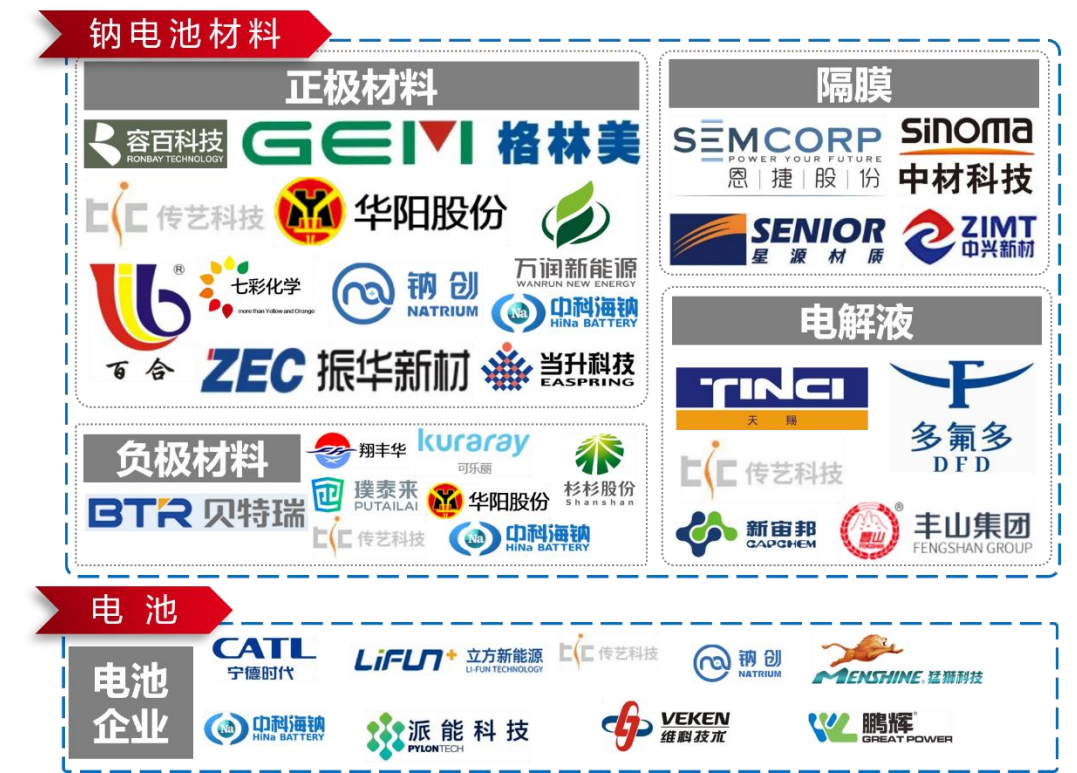 钠电池材料
正极材料
容百科技
RONBAY TECHNOLOGY
GEM 格林美
传艺科技
华阳股份
万润新能源
WANRUN NEW ENERGY
百合
®
七彩化学
more than Yellow and Orange
钠创
NATRIUM
Na 中科海钠
HiNa BATTERY
ZEC 振华新材
当升科技
EASPRING
隔膜
SEMCORP
POWER YOUR FUTURE
恩|捷|股|份
sinoma
中材科技
SENIOR
星源材质
ZIMT
中兴新材
负极材料
翔丰华
kuraray
可乐丽
杉杉股份
Shanshan
BTR 贝特瑞
璞泰来
PUTAILAI
华阳股份
传艺科技
Na 中科海钠
HiNa BATTERY
电解液
TINCI
天赐
多氟多
DFD
传艺科技
新宙邦
CAPCHEM
®
丰山集团
FENGSHAN GROUP
电池
电池
企业
CATL
宁德时代
LiFUN+ 立方新能源
LI-FUN TECHNOLOGY
传艺科技
钠创
NATRIUM
MENSHINE 猛狮科技
Na 中科海钠
HiNa BATTERY
派能科技
PYLONTECH
VEKEN
维科技术
鹏辉®
GREAT POWER